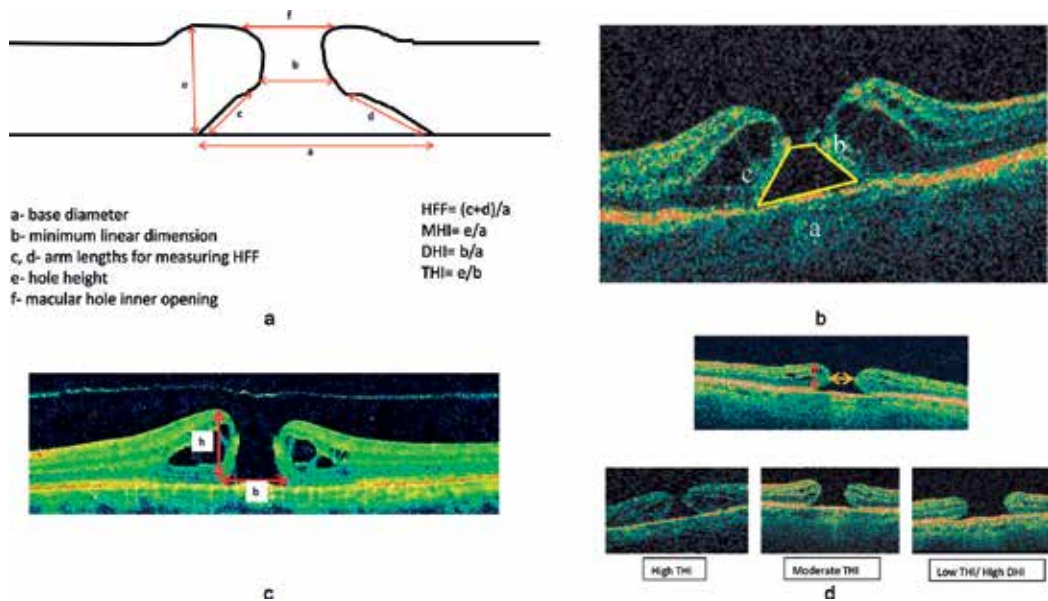 f
b
e
c
d
a
a- base diameter
b- minimum linear dimension
c, d- arm lengths for measuring HFF
e- hole height
f- macular hole inner opening
HFF= (c+d)/a
MHI= e/a
DHI= b/a
THI= e/b
a
b
c
a
b
h
b
c
High THI
Moderate THI
Low THI/ High DHI
d